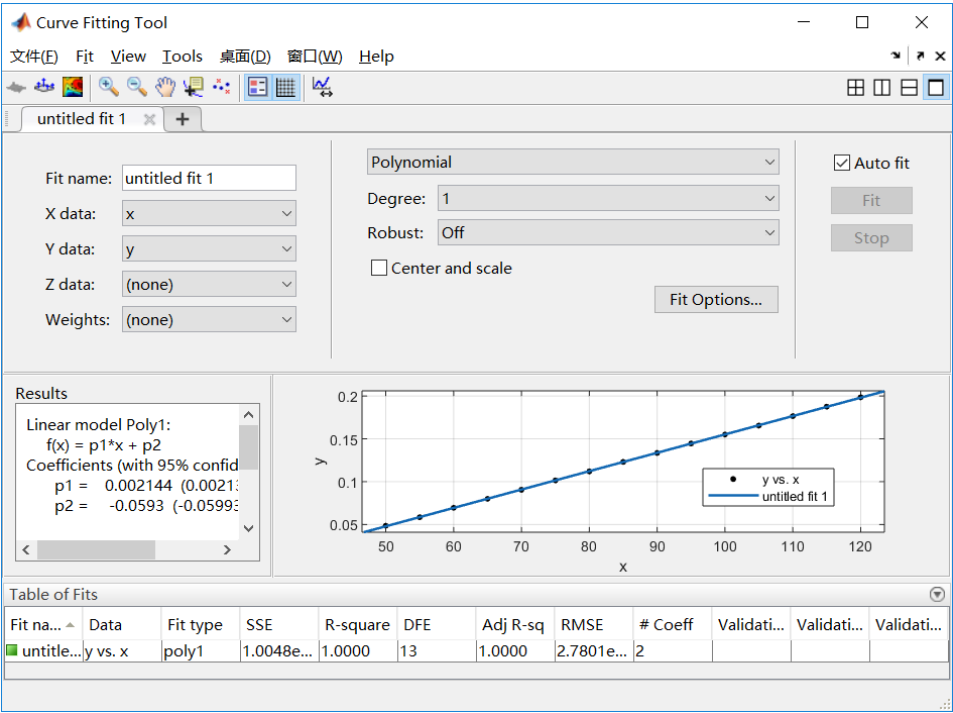 Curve Fitting Tool
文件(F) Fit View Tools 桌面(D) 窗口(W) Help
untitled fit 1
Fit name: untitled fit 1
X data: x
Y data: y
Z data: (none)
Weights: (none)
Polynomial
Degree: 1
Robust: Off
Center and scale
Fit Options...
Auto fit
Fit
Stop
Results
Linear model Poly1:
f(x) = p1*x + p2
Coefficients (with 95% confid
p1 = 0.002144 (0.0021
p2 = -0.0593 (-0.0599
0.2
0.15
0.1
0.05
y
50 60 70 80 90 100 110 120
x
y vs. x
untitled fit 1
Table of Fits
Fit na... Data Fit type SSE R-square DFE Adj R-sq RMSE # Coeff Validati... Validati... Validati...
untitle... y vs. x poly1 1.0048e... 1.0000 13 1.0000 2.7801e... 2